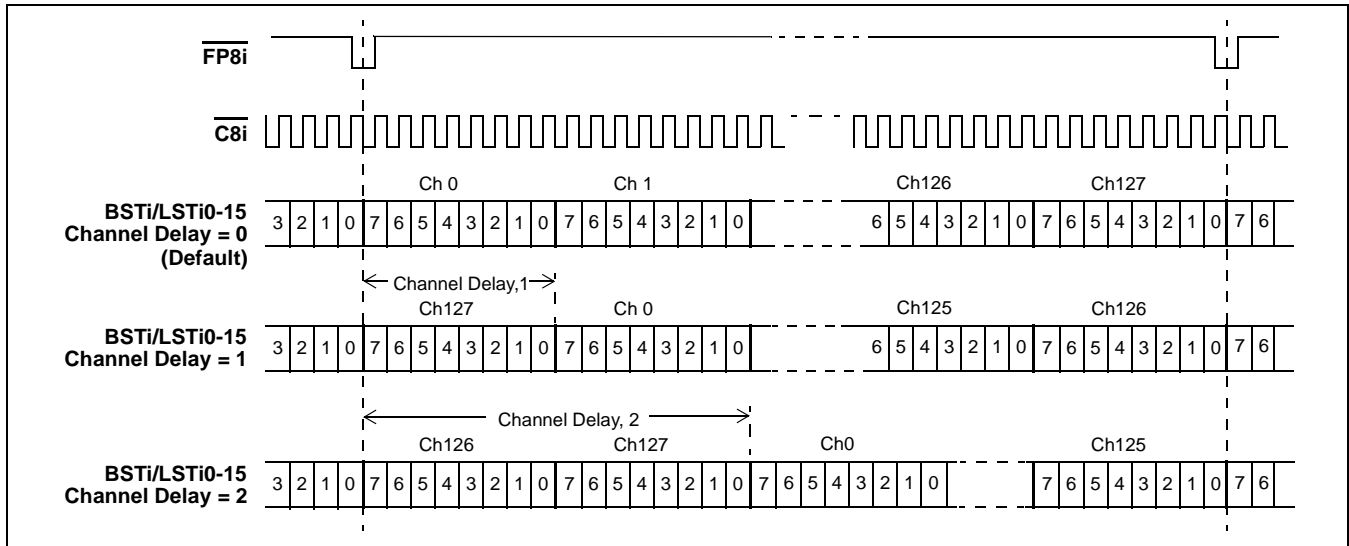 FP8i
C8i
Ch 0 Ch 1 Ch126 Ch127
BSTi/LSTi0-15
Channel Delay = 0
(Default)
3 2 1 0 7 6 5 4 3 2 1 0 7 6 5 4 3 2 1 0 6 5 4 3 2 1 0 7 6 5 4 3 2 1 0 7 6
Channel Delay,1
Ch127 Ch 0 Ch125 Ch126
BSTi/LSTi0-15
Channel Delay = 1
3 2 1 0 7 6 5 4 3 2 1 0 7 6 5 4 3 2 1 0 6 5 4 3 2 1 0 7 6 5 4 3 2 1 0 7 6
Channel Delay, 2
Ch126 Ch127 Ch0 Ch125
BSTi/LSTi0-15
Channel Delay = 2
3 2 1 0 7 6 5 4 3 2 1 0 7 6 5 4 3 2 1 0 7 6 5 4 3 2 1 0 7 6 5 4 3 2 1 0 7 6